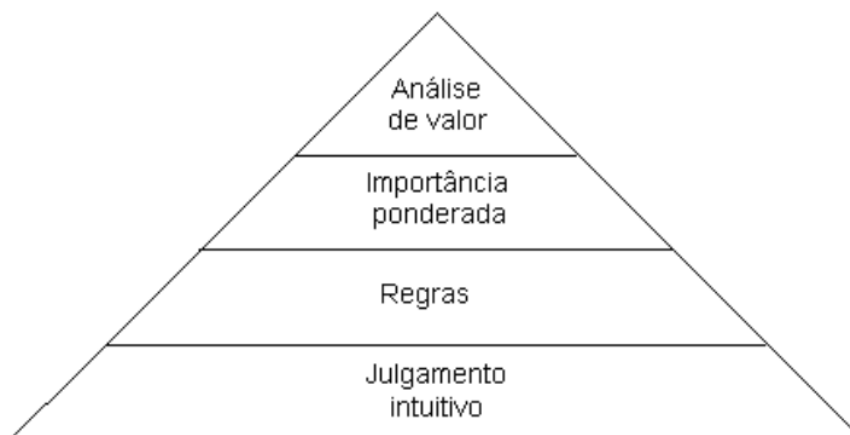 Análise
de valor
Importância
ponderada
Regras
Julgamento
intuitivo